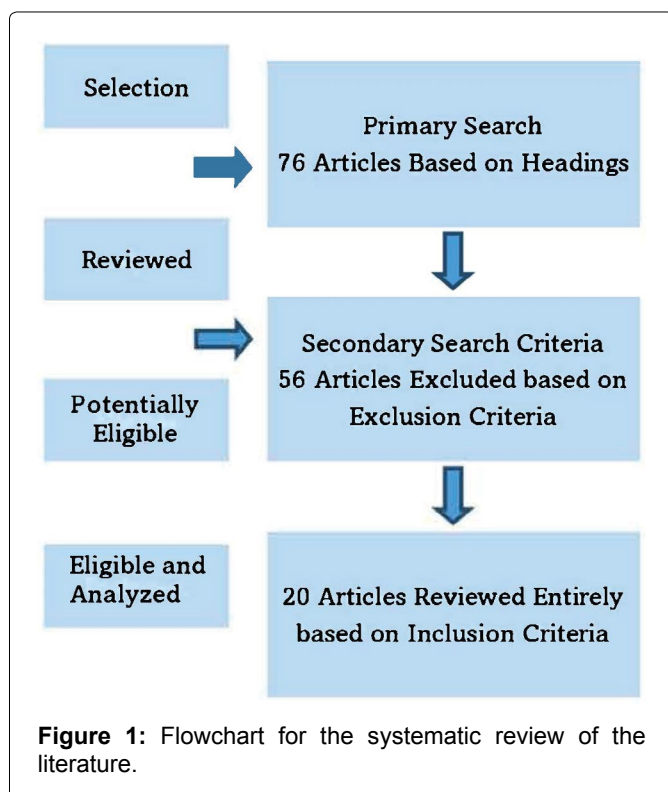 Selection
Primary Search
76 Articles Based on Headings
Reviewed
Secondary Search Criteria
56 Articles Excluded based on
Exclusion Criteria
Potentially
Eligible
Eligible and
Analyzed
20 Articles Reviewed Entirely
based on Inclusion Criteria
Figure 1: Flowchart for the systematic review of the
literature.